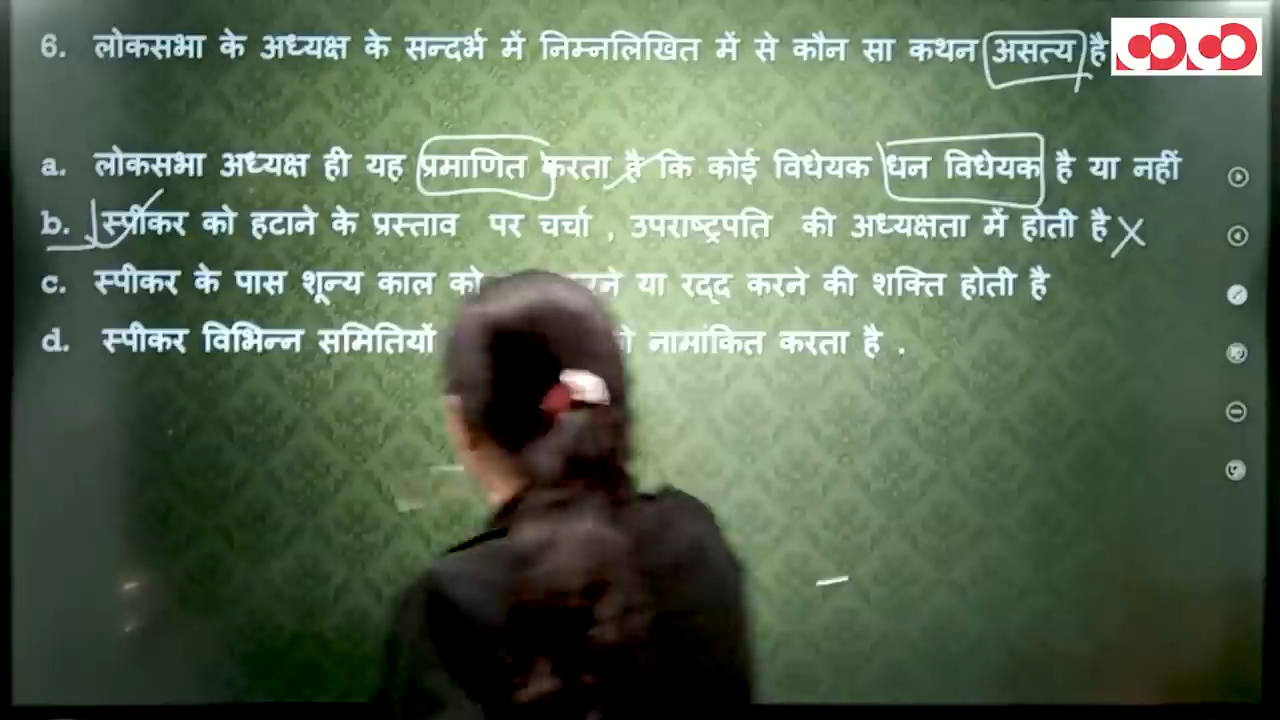 6. लोकसभा के अध्यक्ष के सन्दर्भ में निम्नलिखित में से कौन सा कथन असत्य है
a. लोकसभा अध्यक्ष ही यह प्रमाणित करता है कि कोई विधेयक धन विधेयक है या नहीं
b. स्पीकर को हटाने के प्रस्ताव पर चर्चा , उपराष्ट्रपति की अध्यक्षता में होती है
c. स्पीकर के पास शून्य काल को या रद्द करने की शक्ति होती है
d. स्पीकर विभिन्न समितियों नामांकित करता है .